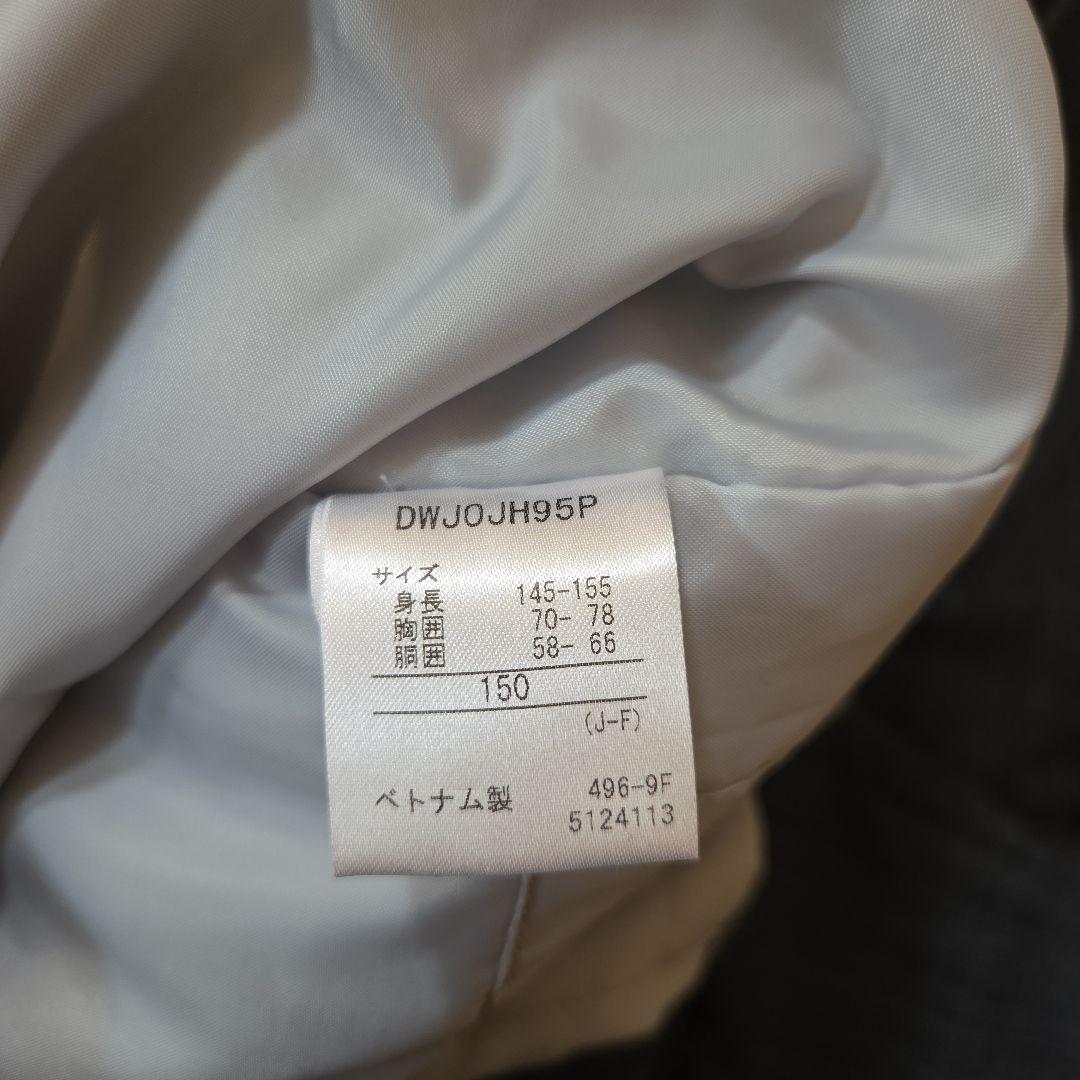 DWJOJH95P
サイズ
身長 145-155
胸囲 70- 78
胴囲 58- 66
150
(J-F)
ベトナム製 496-9F
5124113